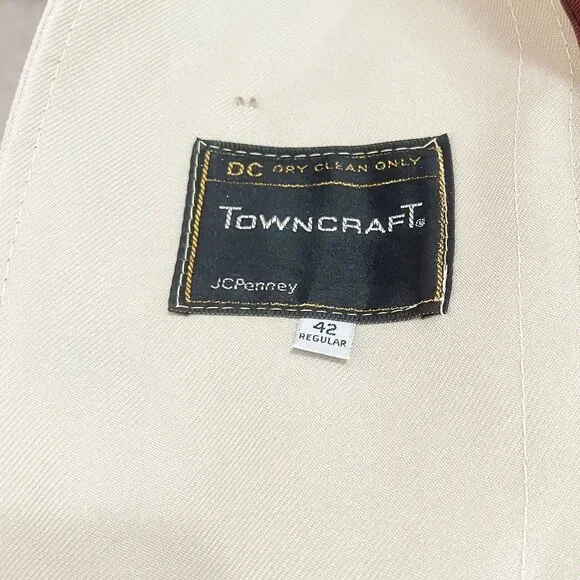 DC DRY CLEAN ONLY
TOWNCRAFT®
JCPenney
42
REGULAR